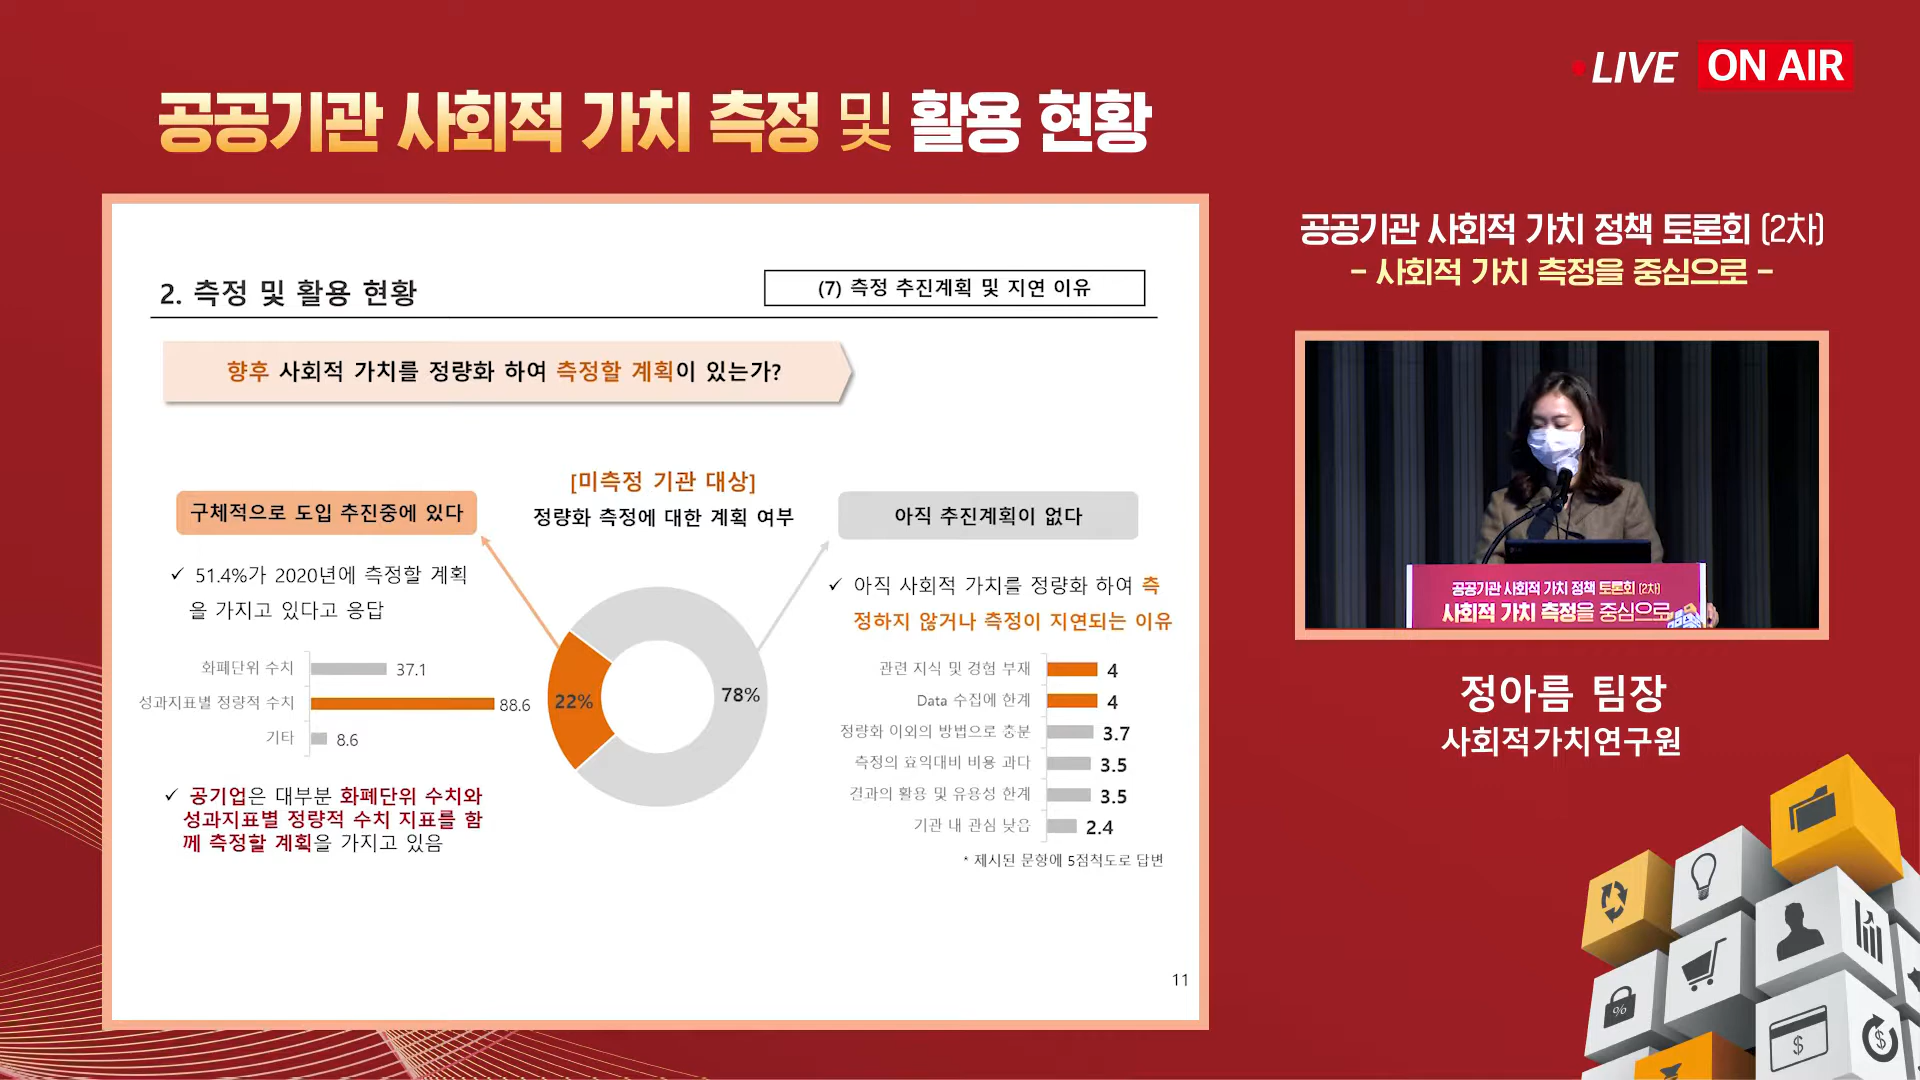 LIVE ON AIR
공공기관 사회적 가치 측정 및 활용 현황
2. 측정 및 활용 현황
(7) 측정 추진계획 및 지연 이유
향후 사회적 가치를 정량화 하여 측정할 계획이 있는가?
[미측정 기관 대상]
정량화 측정에 대한 계획 여부
구체적으로 도입 추진중에 있다
✓ 51.4%가 2020년에 측정할 계획
을 가지고 있다고 응답
화폐단위 수치 37.1
성과지표별 정량적 수치 88.6
기타 8.6
✓ 공기업은 대부분 화폐단위 수치와
성과지표별 정량적 수치 지표를 함
께 측정할 계획을 가지고 있음
22%
78%
아직 추진계획이 없다
✓ 아직 사회적 가치를 정량화 하여 측
정하지 않거나 측정이 지연되는 이유
관련 지식 및 경험 부재 4
Data 수집에 한계 4
정량화 이외의 방법으로 충분 3.7
측정의 효익대비 비용 과다 3.5
결과의 활용 및 유용성 한계 3.5
기관 내 관심 낮음 2.4
* 제시된 문항에 5점척도로 답변
11
공공기관 사회적 가치 정책 토론회 (2차)
- 사회적 가치 측정을 중심으로 -
공공기관 사회적 가치 정책 토론회 (2차)
사회적 가치 측정을 중심으로
정아름 팀장
사회적가치연구원
%
$
$